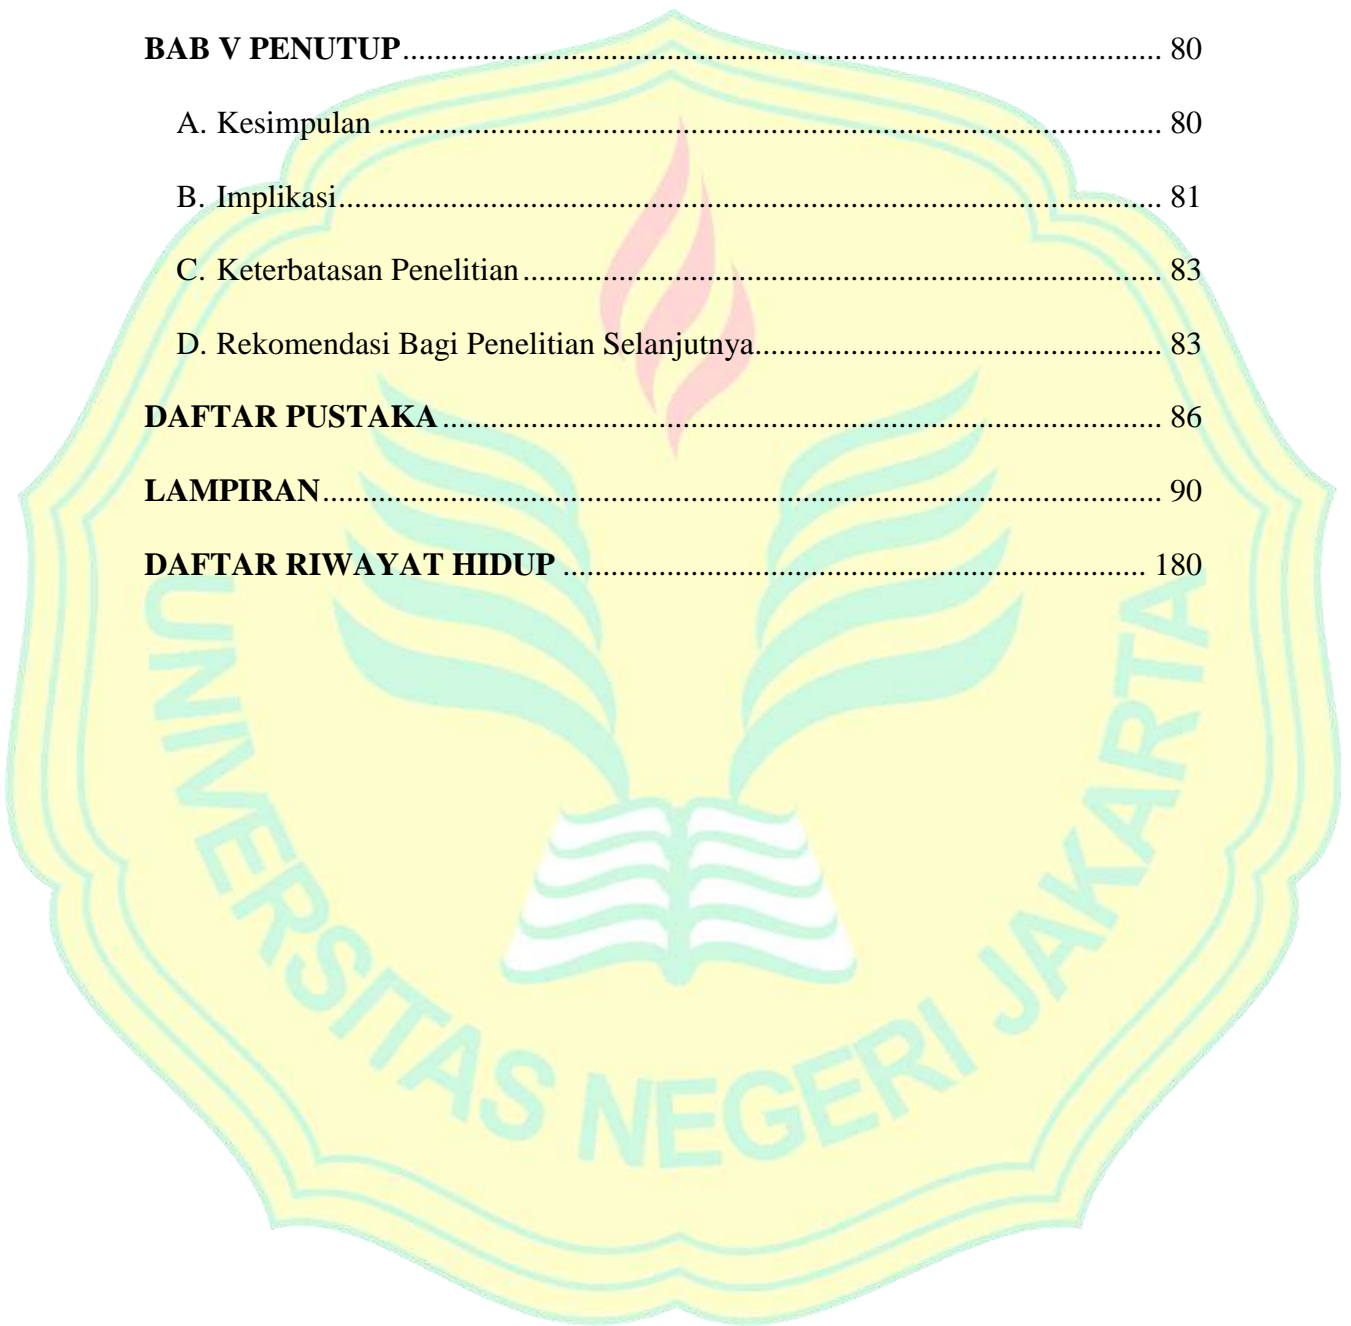 BAB V PENUTUP............................................................................................... 80
A. Kesimpulan .................................................................................................. 80
B. Implikasi....................................................................................................... 81
C. Keterbatasan Penelitian ................................................................................ 83
D. Rekomendasi Bagi Penelitian Selanjutnya................................................... 83
DAFTAR PUSTAKA .......................................................................................... 86
LAMPIRAN......................................................................................................... 90
DAFTAR RIWAYAT HIDUP ......................................................................... 180
UNIVERSITAS NEGERI JAKARTA